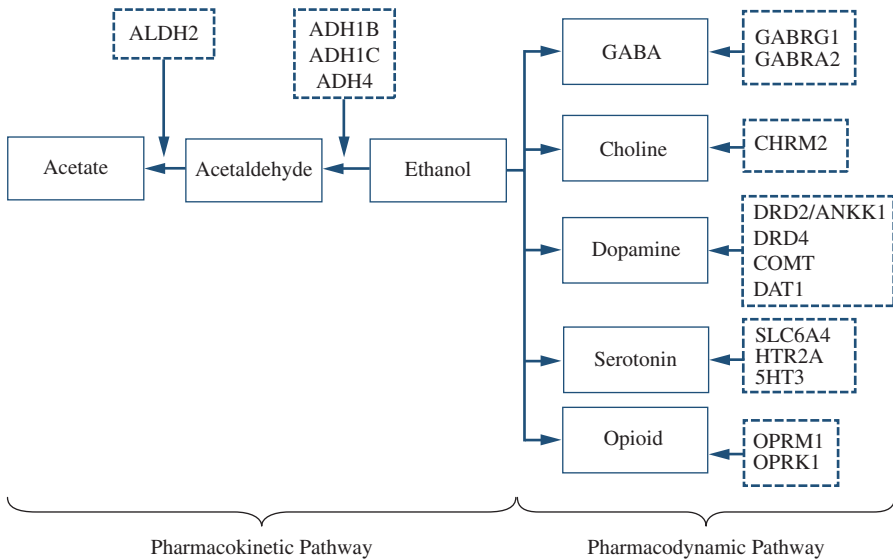 ALDH2
ADH1B
ADH1C
ADH4
Acetate
Acetaldehyde
Ethanol
GABA
GABRG1
GABRA2
Choline
CHRM2
Dopamine
DRD2/ANKK1
DRD4
COMT
DAT1
Serotonin
SLC6A4
HTR2A
5HT3
Opioid
OPRM1
OPRK1
Pharmacokinetic Pathway
Pharmacodynamic Pathway